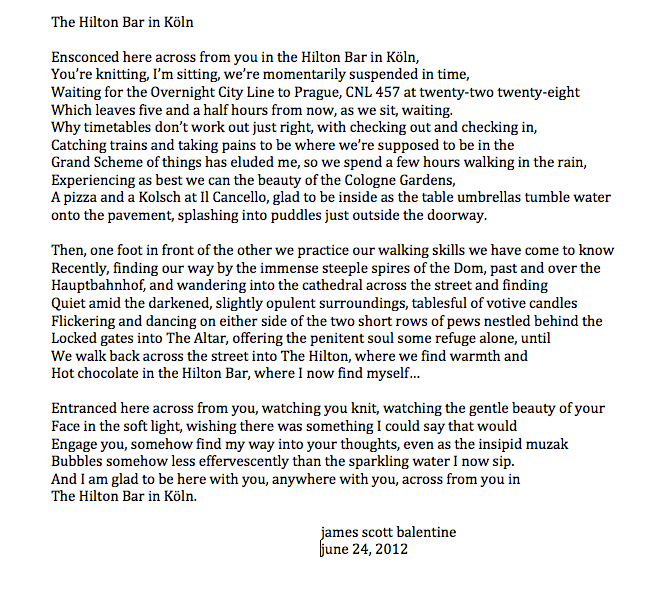 The Hilton Bar in Köln
Ensconced here across from you in the Hilton Bar in Köln,
You’re knitting, I’m sitting, we’re momentarily suspended in time,
Waiting for the Overnight City Line to Prague, CNL 457 at twenty-two twenty-eight
Which leaves five and a half hours from now, as we sit, waiting.
Why timetables don’t work out just right, with checking out and checking in,
Catching trains and taking pains to be where we’re supposed to be in the
Grand Scheme of things has eluded me, so we spend a few hours walking in the rain,
Experiencing as best we can the beauty of the Cologne Gardens,
A pizza and a Kolsch at Il Cancello, glad to be inside as the table umbrellas tumble water
onto the pavement, splashing into puddles just outside the doorway.
Then, one foot in front of the other we practice our walking skills we have come to know
Recently, finding our way by the immense steeple spires of the Dom, past and over the
Hauptbahnhof, and wandering into the cathedral across the street and finding
Quiet amid the darkened, slightly opulent surroundings, tablesful of votive candles
Flickering and dancing on either side of the two short rows of pews nestled behind the
Locked gates into The Altar, offering the penitent soul some refuge alone, until
We walk back across the street into The Hilton, where we find warmth and
Hot chocolate in the Hilton Bar, where I now find myself…
Entranced here across from you, watching you knit, watching the gentle beauty of your
Face in the soft light, wishing there was something I could say that would
Engage you, somehow find my way into your thoughts, even as the insipid muzak
Bubbles somehow less effervescently than the sparkling water I now sip.
And I am glad to be here with you, anywhere with you, across from you in
The Hilton Bar in Köln.
james scott balentine
june 24, 2012